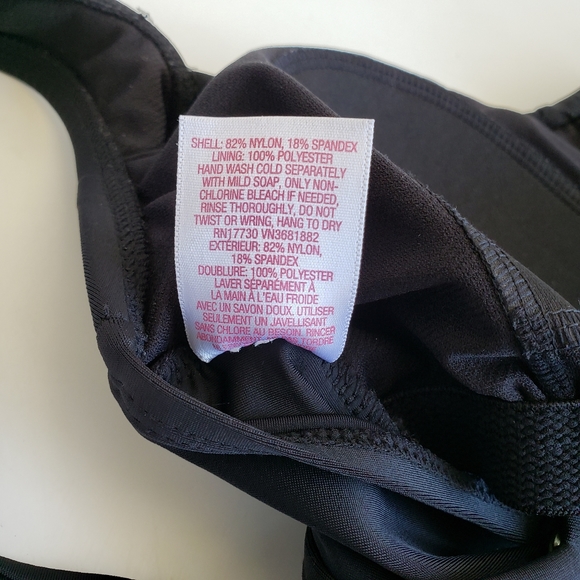 SHELL: 82% NYLON, 18% SPANDEX
LINING: 100% POLYESTER
HAND WASH COLD SEPARATELY
WITH MILD SOAP, ONLY NON-
CHLORINE BLEACH IF NEEDED,
RINSE THOROUGHLY, DO NOT
TWIST OR WRING, HANG TO DRY
RN17730 VN3681882
EXTÉRIEUR: 82% NYLON,
18% SPANDEX
DOUBLURE: 100% POLYESTER
LAVER SÉPARÉMENT À
LA MAIN À L'EAU FROIDE
AVEC UN SAVON DOUX. UTILISER
SEULEMENT UN JAVELLISANT
SANS CHLORE AU BESOIN. RINCER
ABONDAMMENT TORDRE